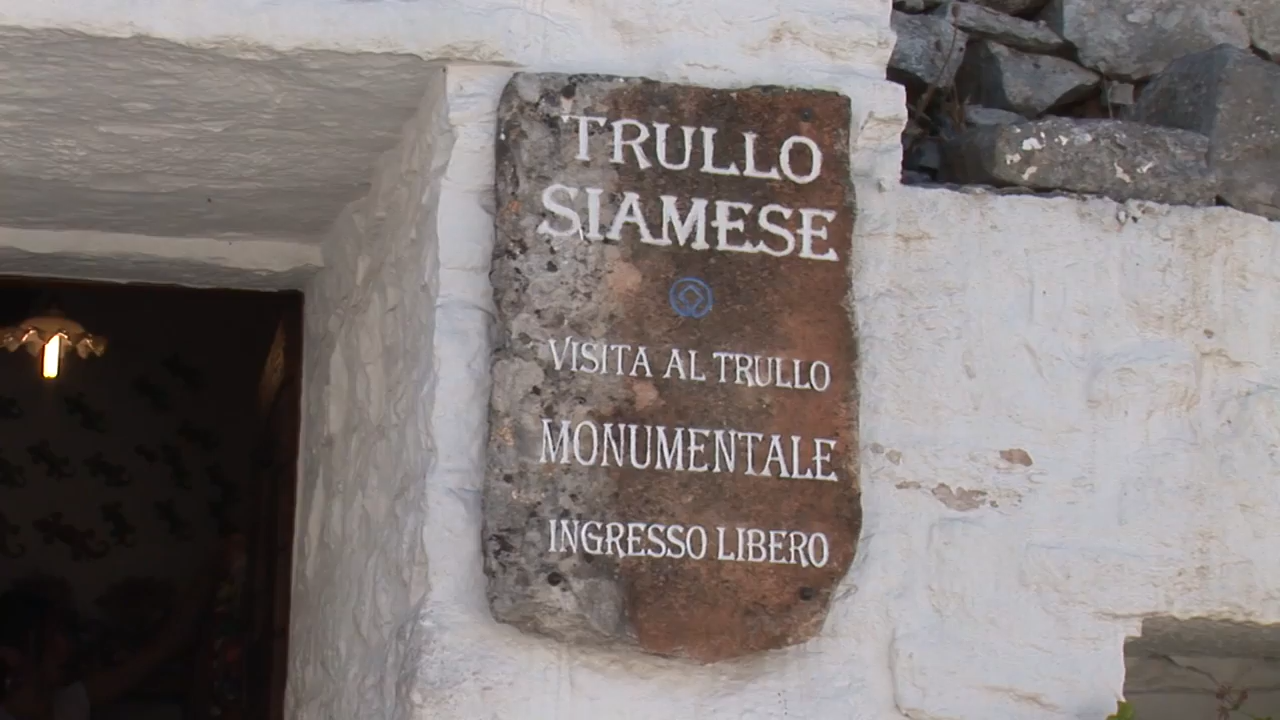 TRULLO
SIAMESE
VISITA AL TRULLO
MONUMENTALE
INGRESSO LIBERO